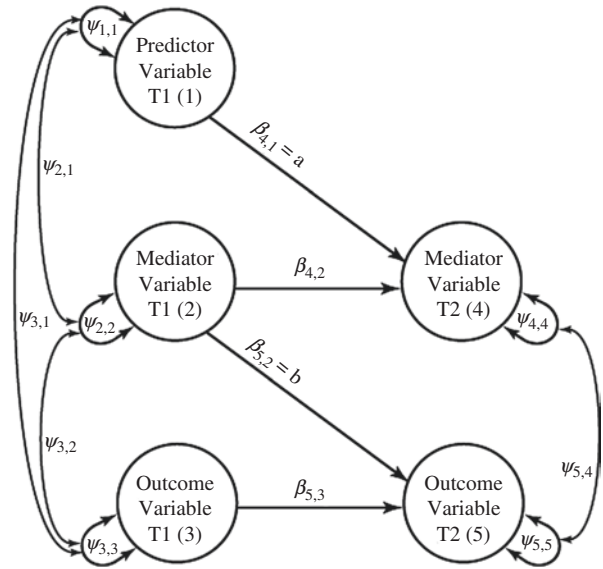 ψ1,1
Predictor
Variable
T1 (1)
β4,1 = a
ψ2,1
Mediator
Variable
T1 (2)
β4,2
Mediator
Variable
T2 (4)
ψ3,1
ψ2,2
ψ4,4
β5,2 = b
ψ3,2
ψ5,4
Outcome
Variable
T1 (3)
β5,3
Outcome
Variable
T2 (5)
ψ3,3
ψ5,5